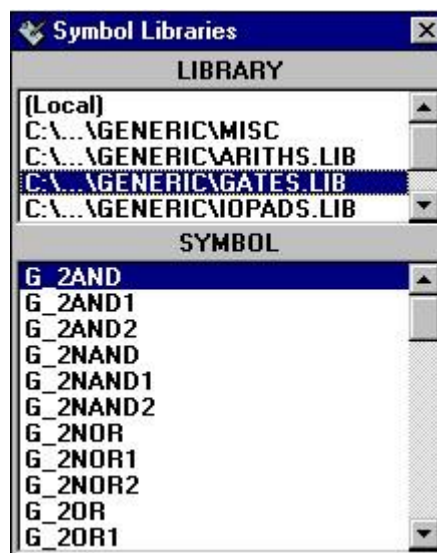 Symbol Libraries
LIBRARY
(Local)
C:\...\GENERIC\MISC
C:\...\GENERIC\ARITHS.LIB
C:\...\GENERIC\GATES.LIB
C:\...\GENERIC\IOPADS.LIB
SYMBOL
G_2AND
G_2AND1
G_2AND2
G_2NAND
G_2NAND1
G_2NAND2
G_2NOR
G_2NOR1
G_2NOR2
G_2OR
G_2OR1